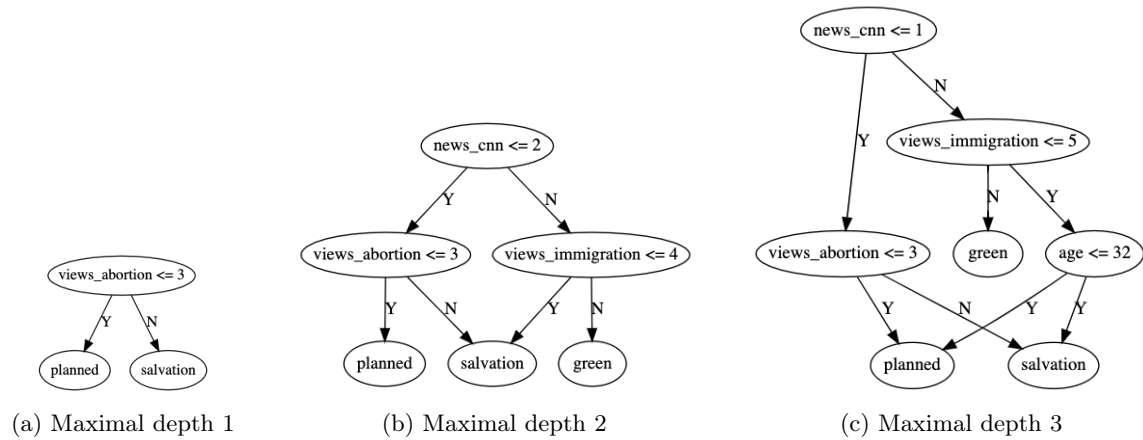 views_abortion <= 3
Y
N
planned
salvation
(a) Maximal depth 1
news_cnn <= 2
Y
N
views_abortion <= 3
views_immigration <= 4
Y
N
Y
N
planned
salvation
green
(b) Maximal depth 2
news_cnn <= 1
N
Y
views_immigration <= 5
N
Y
views_abortion <= 3
green
age <= 32
Y
N
Y
Y
planned
salvation
(c) Maximal depth 3